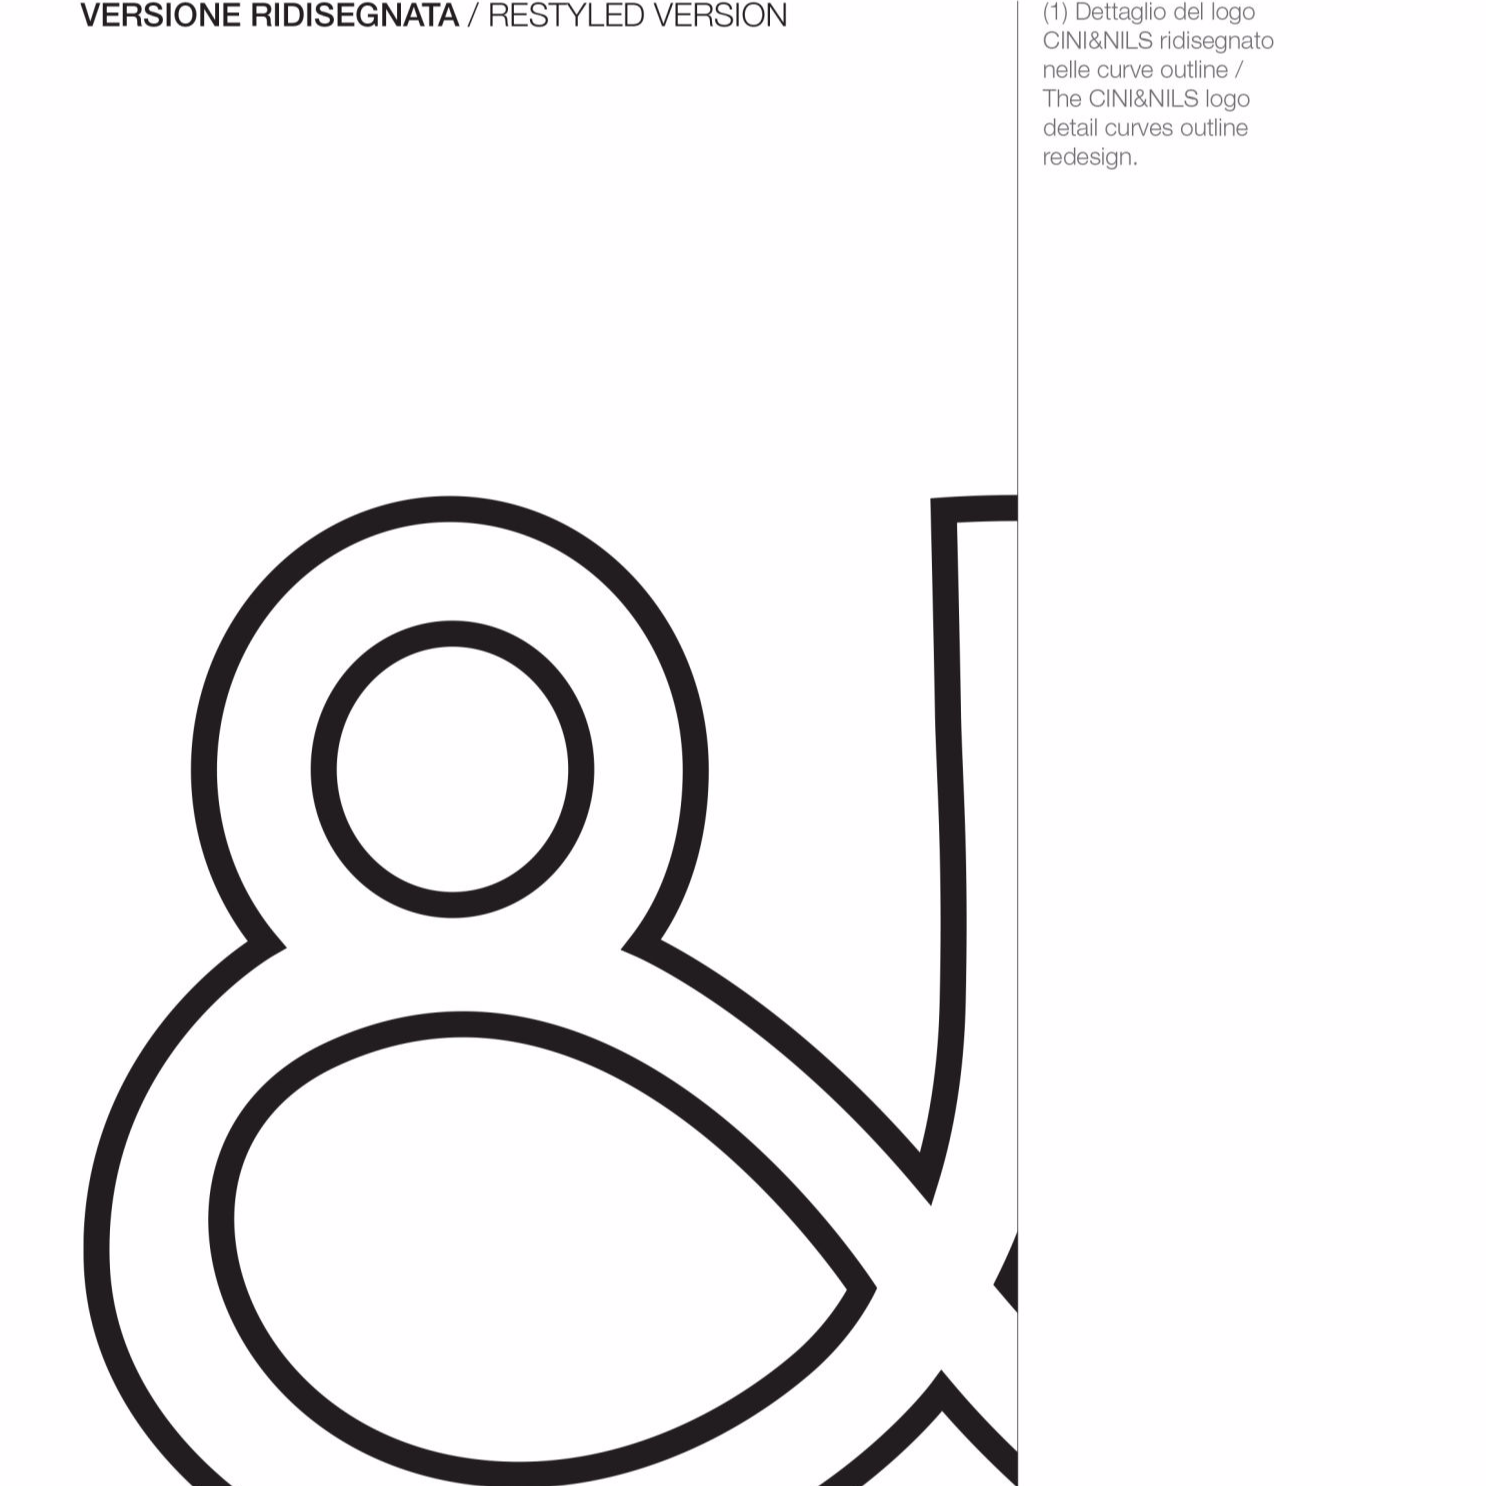 VERSIONE RIDISEGNATA / RESTYLED VERSION
(1) Dettaglio del logo
CINI&NILS ridisegnato
nelle curve outline /
The CINI&NILS logo
detail curves outline
redesign.
&